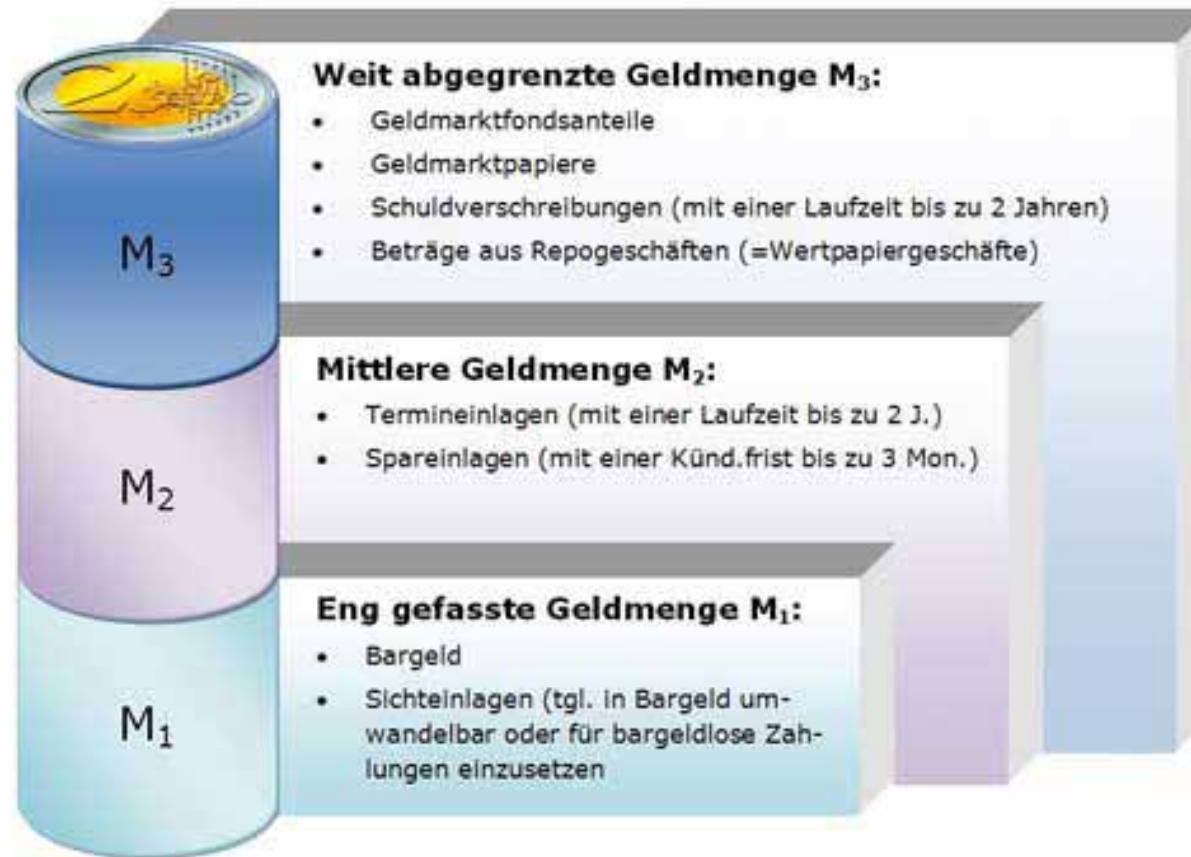 Weit abgegrenzte Geldmenge M₃:
• Geldmarktfondsanteile
• Geldmarktpapiere
• Schuldverschreibungen (mit einer Laufzeit bis zu 2 Jahren)
• Beträge aus Repogeschäften (=Wertpapiergeschäfte)
M₃
Mittlere Geldmenge M₂:
• Termineinlagen (mit einer Laufzeit bis zu 2 J.)
• Spareinlagen (mit einer Künd.frist bis zu 3 Mon.)
M₂
Eng gefasste Geldmenge M₁:
• Bargeld
• Sichteinlagen (tgl. in Bargeld um-
wandelbar oder für bargeldlose Zah-
lungen einzusetzen
M₁
2